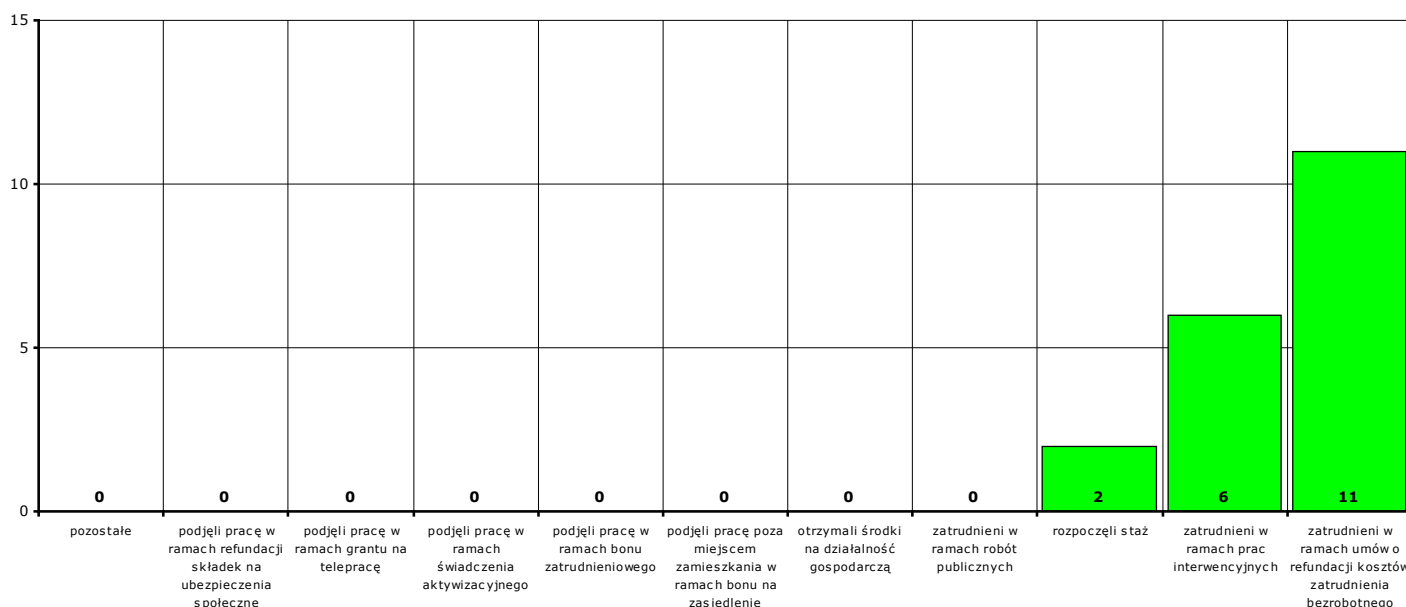 15
10
5
0
0
0
0
0
0
0
0
0
2
6
11
pozostałe
podjęli pracę w
ramach refundacji
składek na
ubezpieczenia
społeczne
podjęli pracę w
ramach grantu na
telepracę
podjęli pracę w
ramach
świadczenia
aktywizacyjnego
podjęli pracę w
ramach bonu
zatrudnieniowego
podjęli pracę poza
miejscem
zamieszkania w
ramach bonu na
zasiedlenie
otrzymali środki
na działalność
gospodarczą
zatrudnieni w
ramach robót
publicznych
rozpoczęli staż
zatrudnieni w
ramach prac
interwencyjnych
zatrudnieni w
ramach umów o
refundacji kosztów
zatrudnienia
bezrobotnego